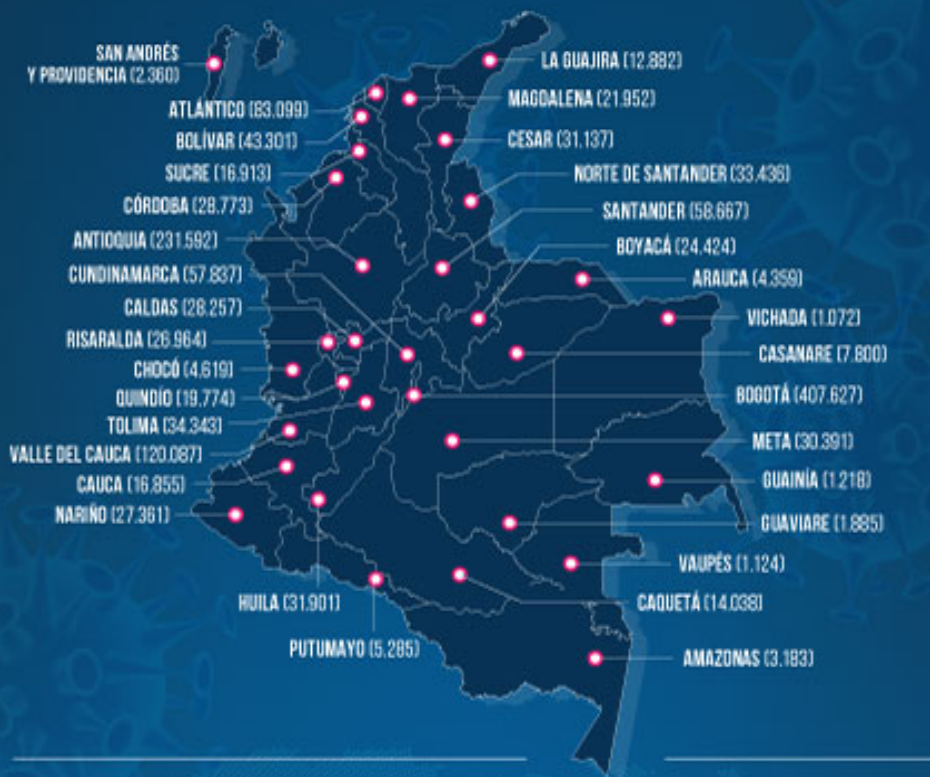 SAN ANDRÉS
Y PROVIDENCIA (2.360)
ATLÁNTICO (83.099)
BOLÍVAR (43.301)
SUCRE (16.913)
CÓRDOBA (28.773)
ANTIOQUIA (231.592)
CUNDINAMARCA (57.837)
CALDAS (28.257)
RISARALDA (26.964)
CHOCÓ (4.619)
QUINDÍO (19.774)
TOLIMA (34.343)
VALLE DEL CAUCA (120.087)
CAUCA (16.855)
NARIÑO (27.361)
HUILA (31.901)
PUTUMAYO (5.285)
LA GUAJIRA (12.882)
MAGDALENA (21.952)
CESAR (31.137)
NORTE DE SANTANDER (33.436)
SANTANDER (58.667)
BOYACÁ (24.424)
ARAUCA (4.359)
VICHADA (1.072)
CASANARE (7.800)
BOGOTÁ (407.627)
META (30.391)
GUAINÍA (1.218)
GUAVIARE (1.885)
VAUPÉS (1.124)
CAQUETÁ (14.038)
AMAZONAS (3.183)